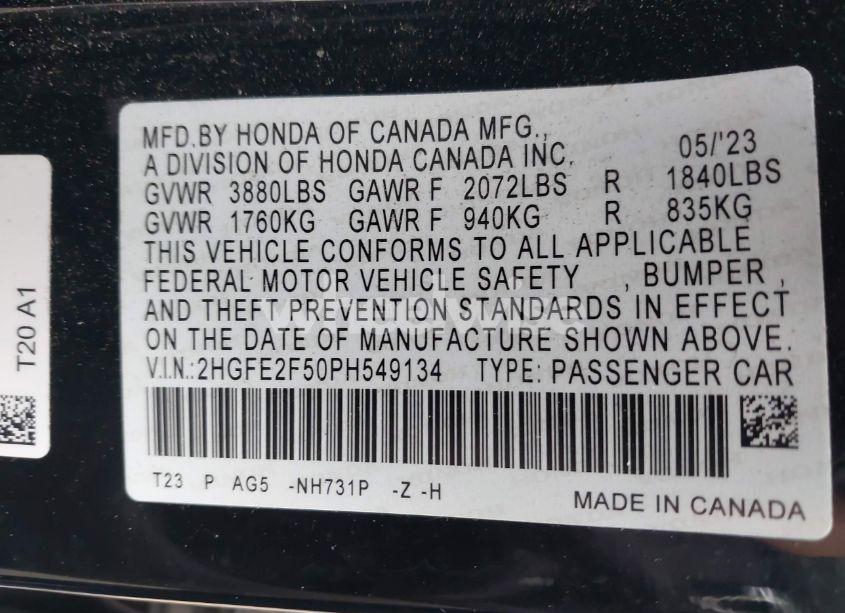 MFD.BY HONDA OF CANADA MFG.,
A DIVISION OF HONDA CANADA INC. 05/'23
GVWR 3880LBS GAWR F 2072LBS R 1840LBS
GVWR 1760KG GAWR F 940KG R 835KG
THIS VEHICLE CONFORMS TO ALL APPLICABLE
FEDERAL MOTOR VEHICLE SAFETY , BUMPER ,
AND THEFT PREVENTION STANDARDS IN EFFECT
ON THE DATE OF MANUFACTURE SHOWN ABOVE.
V.I.N.:2HGFE2F50PH549134 TYPE: PASSENGER CAR
T23 P AG5 -NH731P -Z -H
MADE IN CANADA
T20 A1